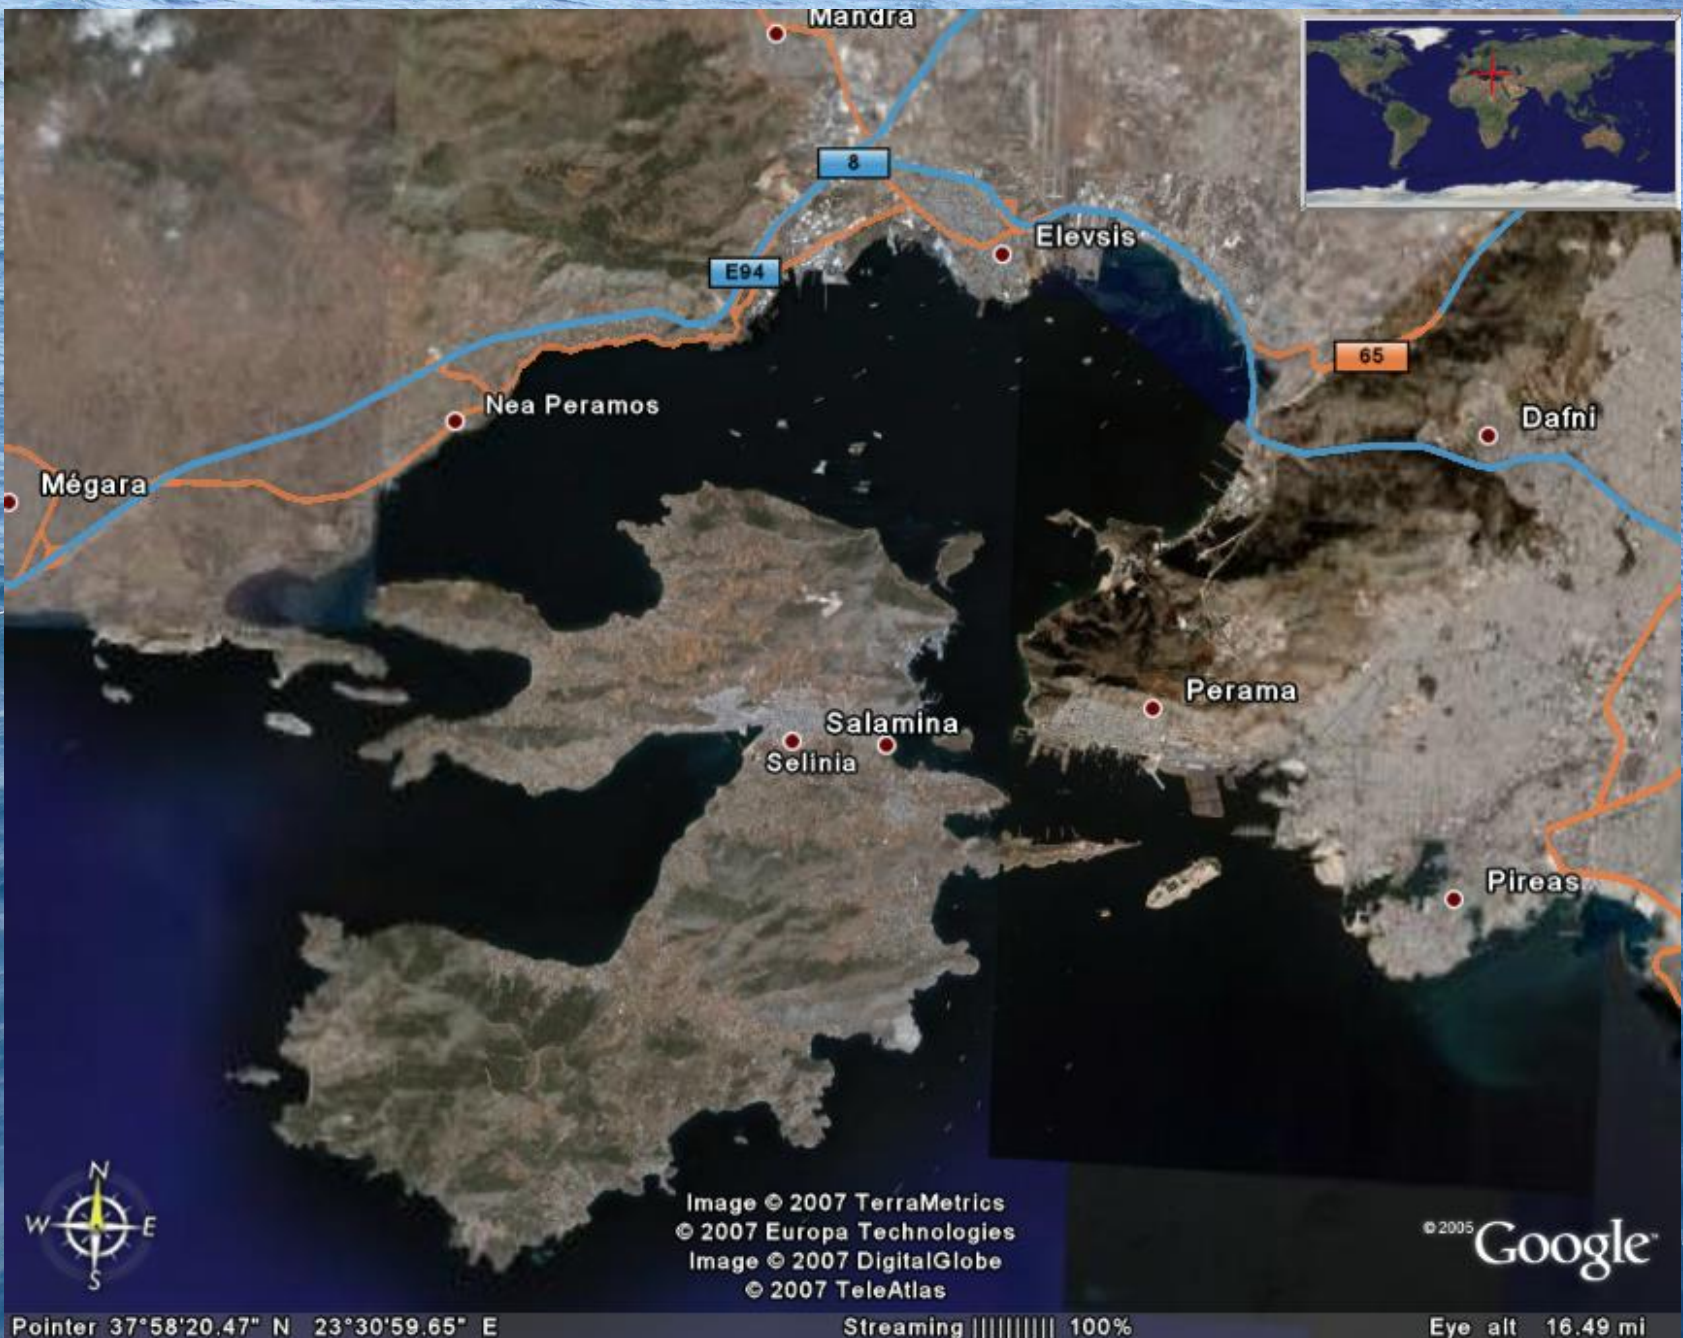 Mandra
8
Elevsis
E94
65
Nea Peramos
Dafni
Mégara
Perama
Salamina
Selinia
Pireas
N
W E
S
Image © 2007 TerraMetrics
© 2007 Europa Technologies
Image © 2007 DigitalGlobe
© 2007 TeleAtlas
©2005 Google™
Pointer 37°58'20.47" N 23°30'59.65" E
Streaming |||||||||| 100%
Eye alt 16.49 mi